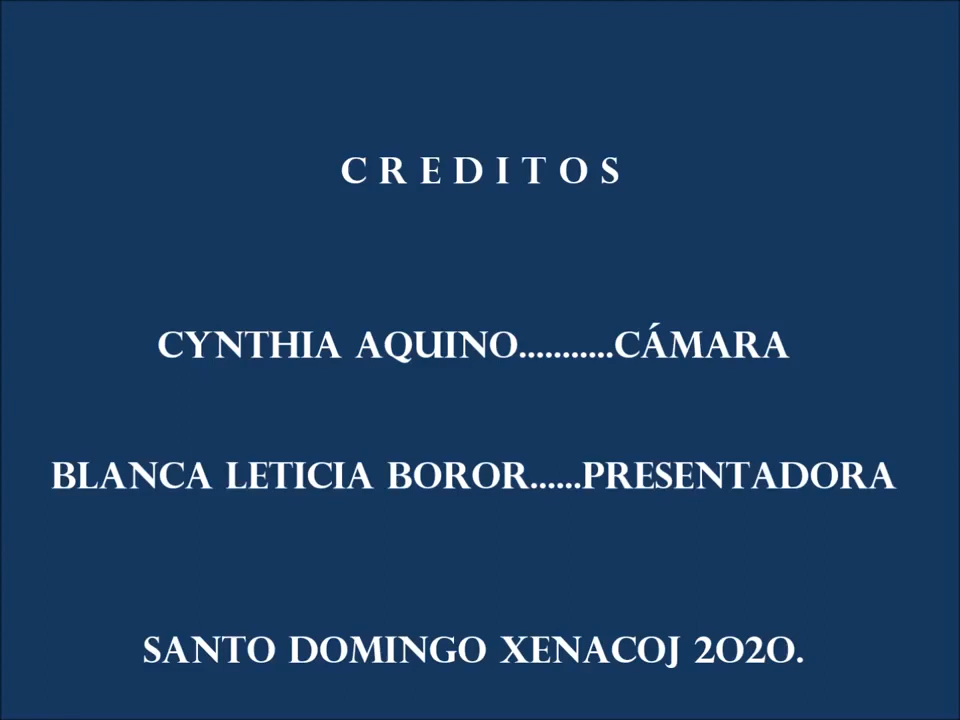 C R E D I T O S
CYNTHIA AQUINO...........CÁMARA
BLANCA LETICIA BOROR......PRESENTADORA
SANTO DOMINGO XENACOJ 2020.